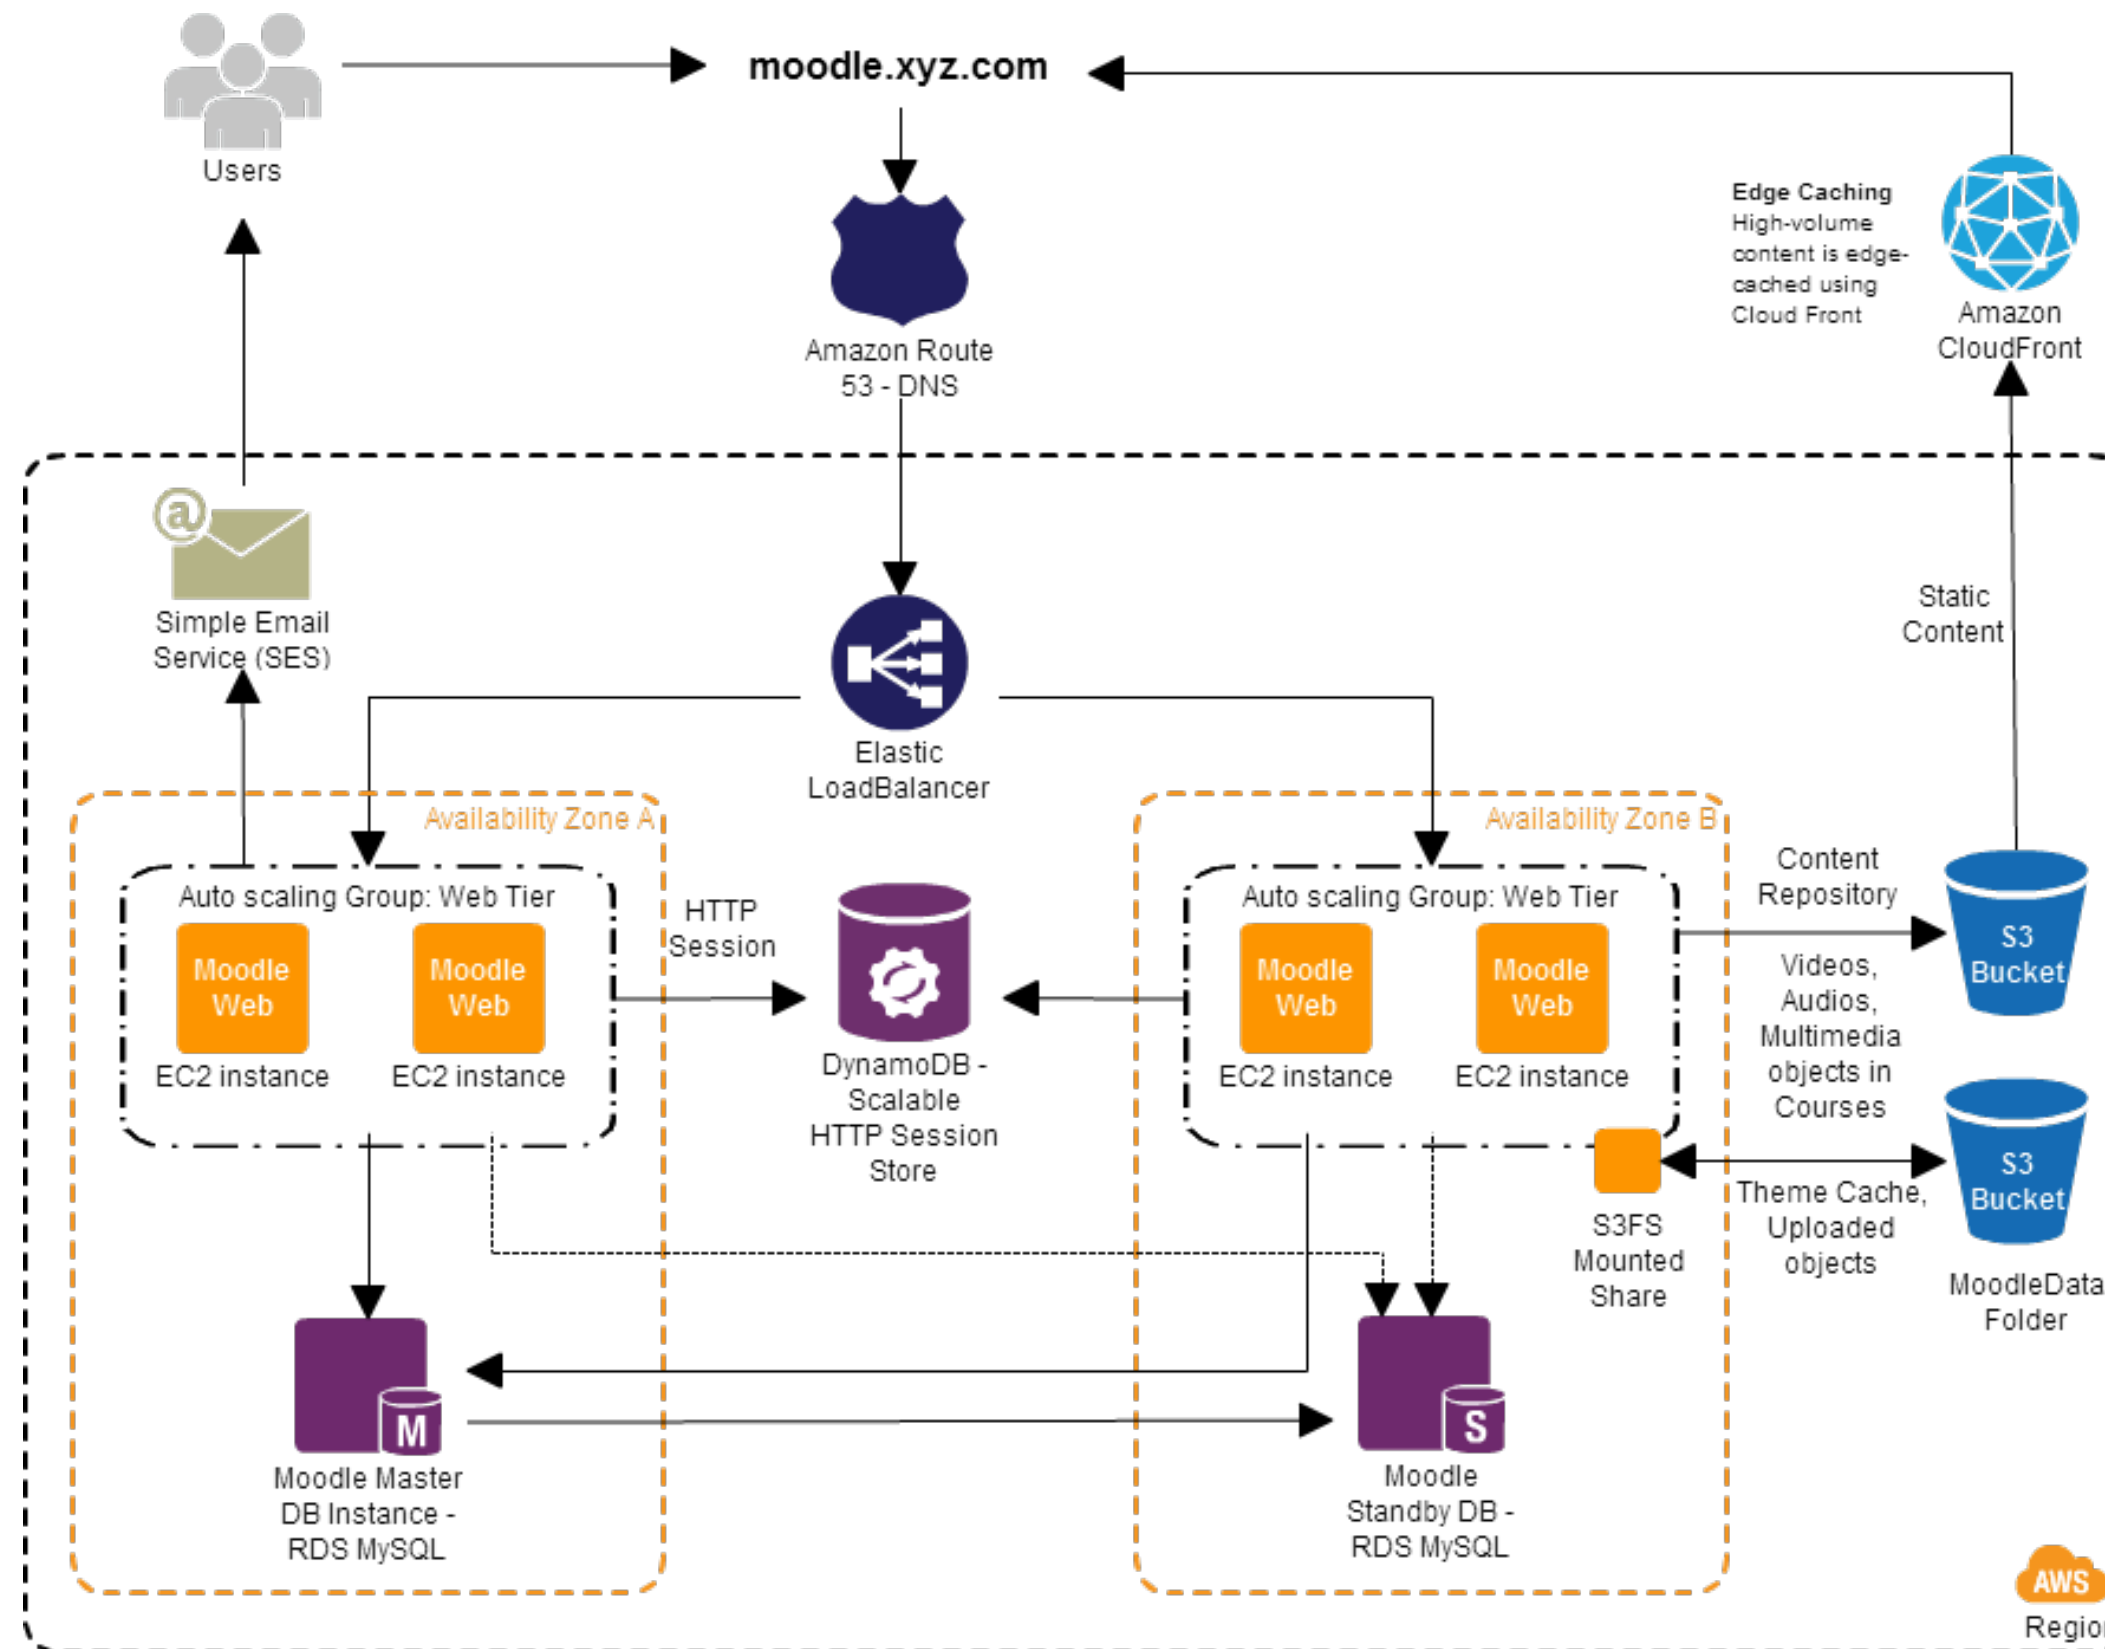 moodle.xyz.com
Users
Edge Caching
High-volume
content is edge-
cached using
Cloud Front
Amazon
CloudFront
Amazon Route
53 - DNS
@
Simple Email
Service (SES)
Static
Content
Elastic
LoadBalancer
Availability Zone A
Availability Zone B
Auto scaling Group: Web Tier
Moodle
Web
EC2 instance
Moodle
Web
EC2 instance
HTTP
Session
DynamoDB -
Scalable
HTTP Session
Store
Auto scaling Group: Web Tier
Moodle
Web
EC2 instance
Moodle
Web
EC2 instance
Content
Repository
Videos,
Audios,
Multimedia
objects in
Courses
S3
Bucket
S3FS
Mounted
Share
Theme Cache,
Uploaded
objects
S3
Bucket
MoodleData
Folder
M
Moodle Master
DB Instance -
RDS MySQL
S
Moodle
Standby DB -
RDS MySQL
AWS
Region